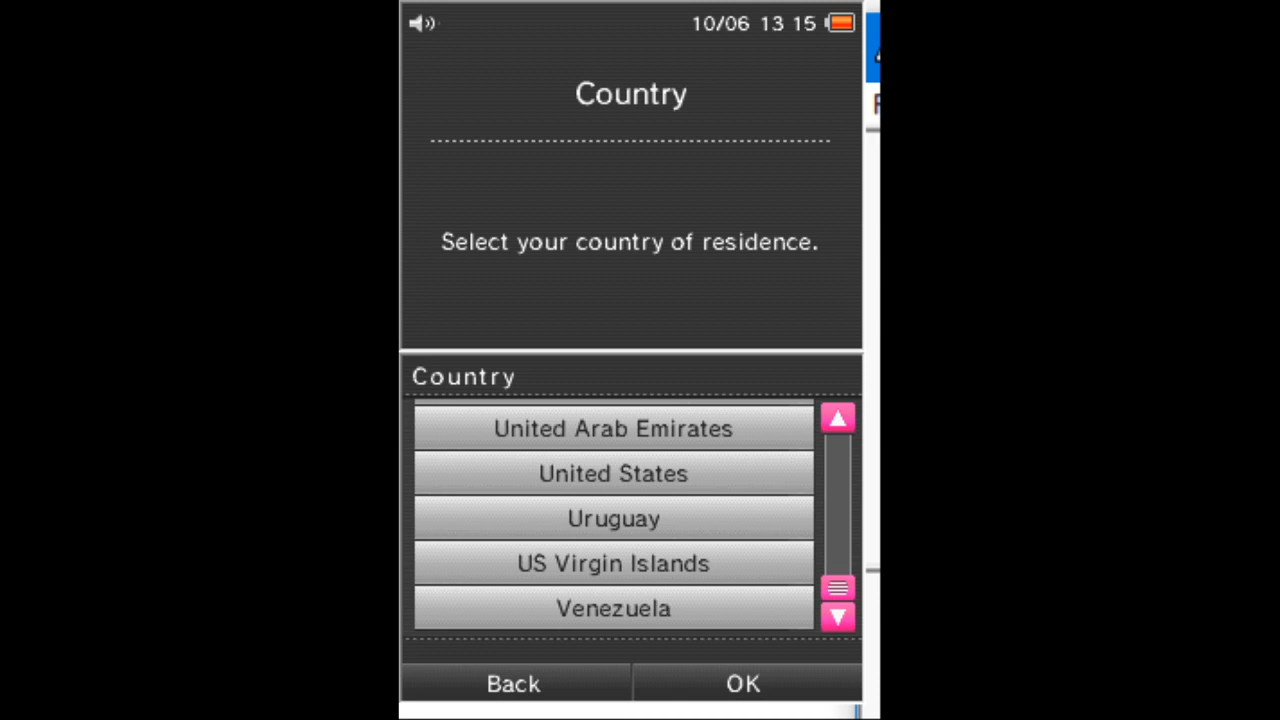 10/06 13 15
Country
Select your country of residence.
Country
United Arab Emirates
United States
Uruguay
US Virgin Islands
Venezuela
Back
OK